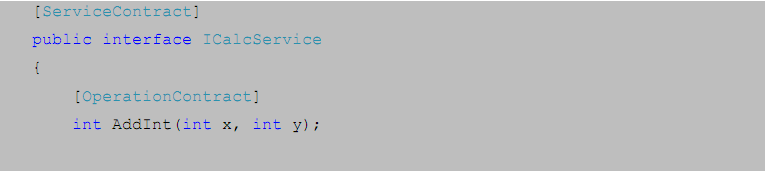 [ServiceContract]
public interface ICalcService
{
[OperationContract]
int AddInt(int x, int y);